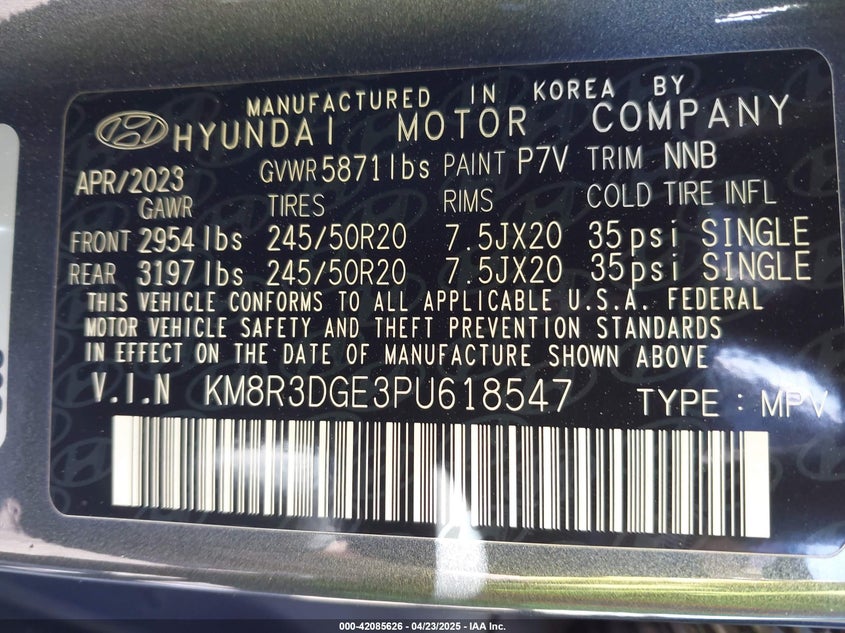 MANUFACTURED IN KOREA BY
HYUNDAI MOTOR COMPANY
APR/2023 GVWR 5871lbs PAINT P7V TRIM NNB
GAWR TIRES RIMS COLD TIRE INFL
FRONT 2954 lbs 245/50R20 7.5JX20 35psi SINGLE
REAR 3197 lbs 245/50R20 7.5JX20 35psi SINGLE
THIS VEHICLE CONFORMS TO ALL APPLICABLE U.S.A. FEDERAL
MOTOR VEHICLE SAFETY AND THEFT PREVENTION STANDARDS
IN EFFECT ON THE DATE OF MANUFACTURE SHOWN ABOVE
V.I.N KM8R3DGE3PU618547 TYPE : MPV
000-42085626 - 04/23/2025 - IAA Inc.